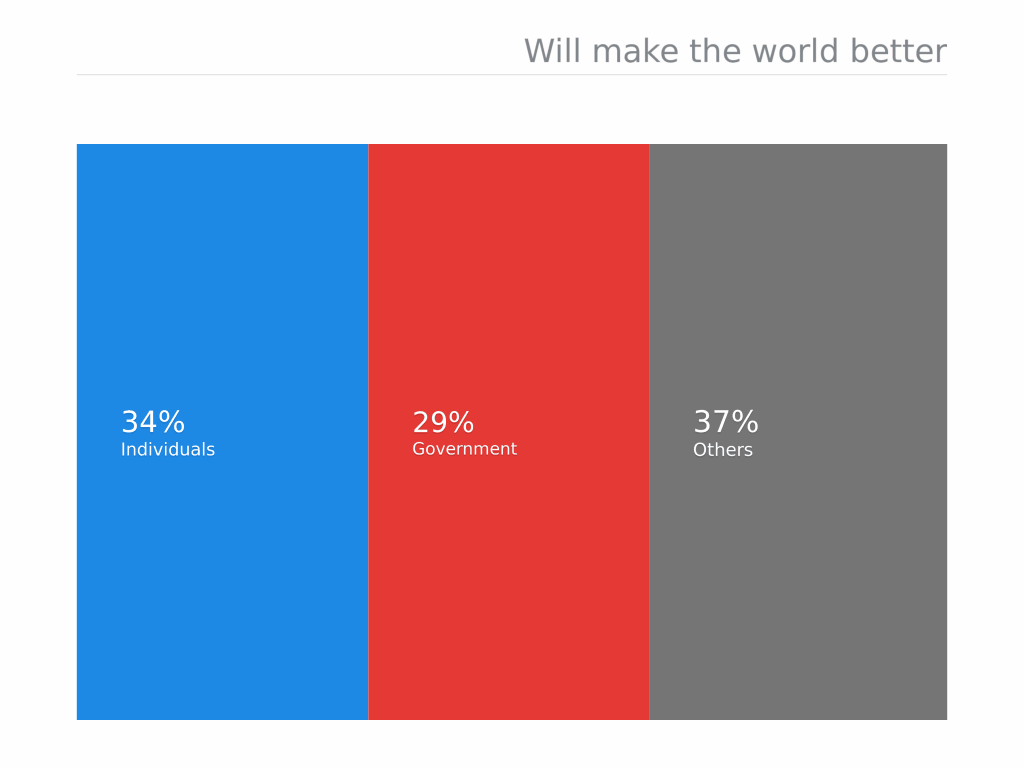 Will make the world better
34%
Individuals
29%
Government
37%
Others